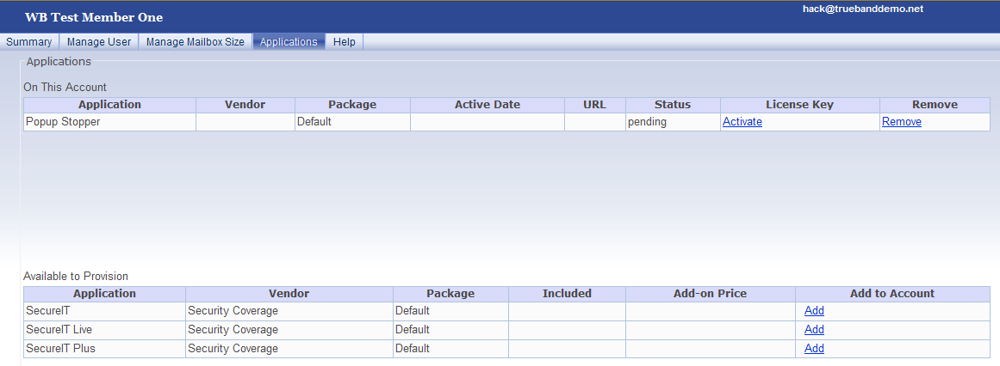 WB Test Member One
hack@truebanddemo.net
Summary Manage User Manage Mailbox Size Applications Help
Applications
On This Account
Application Vendor Package Active Date URL Status License Key Remove
Popup Stopper Default pending Activate Remove
Available to Provision
Application Vendor Package Included Add-on Price Add to Account
SecureIT Security Coverage Default Add
SecureIT Live Security Coverage Default Add
SecureIT Plus Security Coverage Default Add